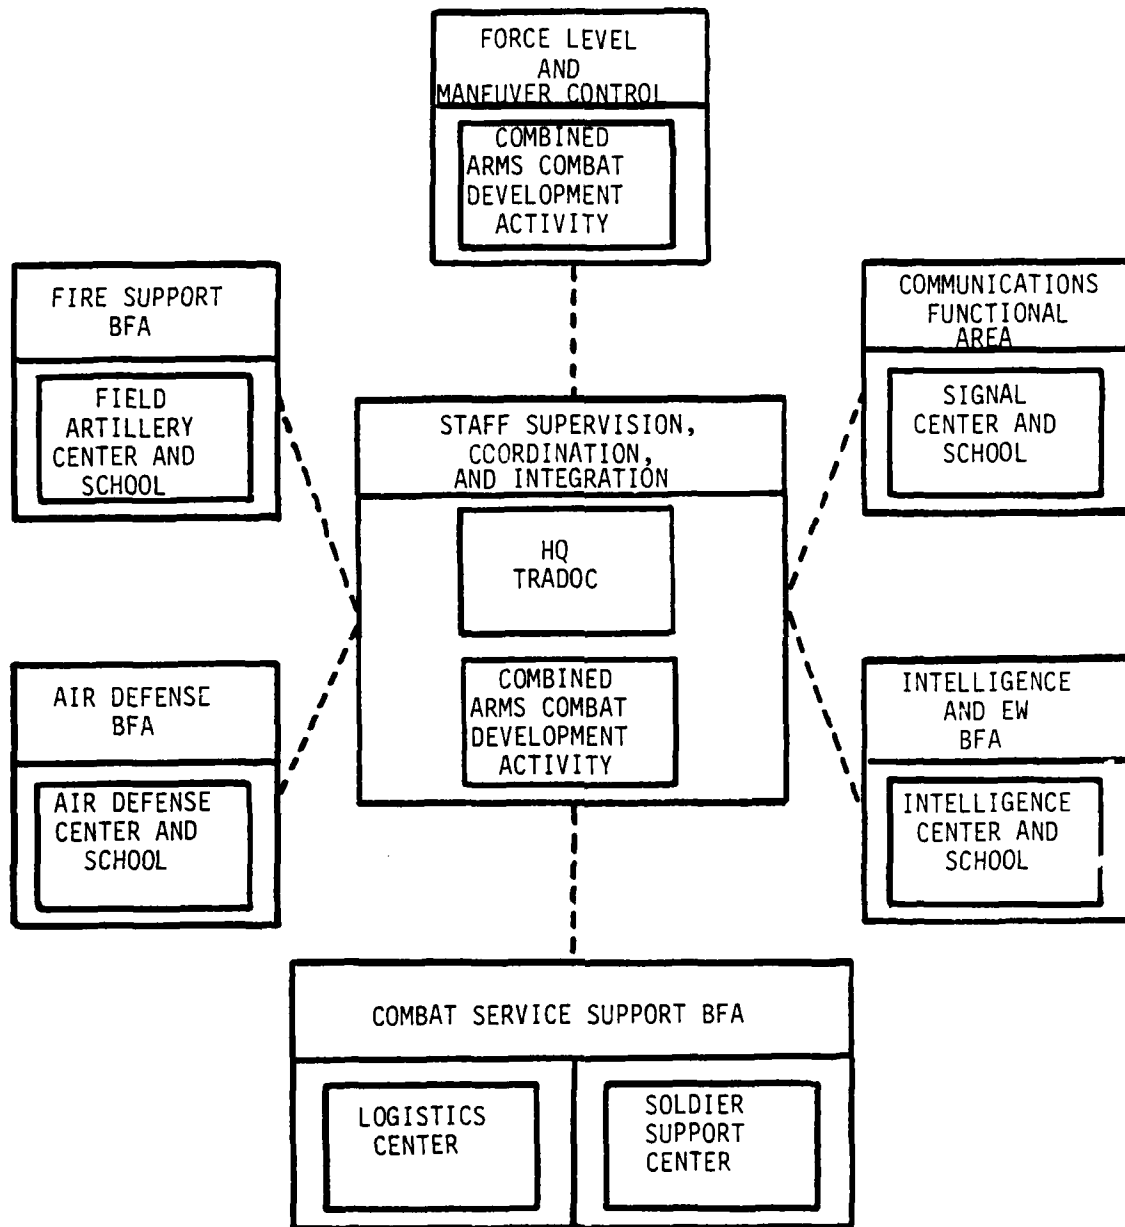 FORCE LEVEL
AND
MANEUVER CONTROL
COMBINED
ARMS COMBAT
DEVELOPMENT
ACTIVITY
FIRE SUPPORT
BFA
FIELD
ARTILLERY
CENTER AND
SCHOOL
COMMUNICATIONS
FUNCTIONAL
AREA
SIGNAL
CENTER AND
SCHOOL
STAFF SUPERVISION,
CCORDINATION,
AND INTEGRATION
HQ
TRADOC
COMBINED
ARMS COMBAT
DEVELOPMENT
ACTIVITY
AIR DEFENSE
BFA
AIR DEFENSE
CENTER AND
SCHOOL
INTELLIGENCE
AND EW
BFA
INTELLIGENCE
CENTER AND
SCHOOL
COMBAT SERVICE SUPPORT BFA
LOGISTICS
CENTER
SOLDIER
SUPPORT
CENTER